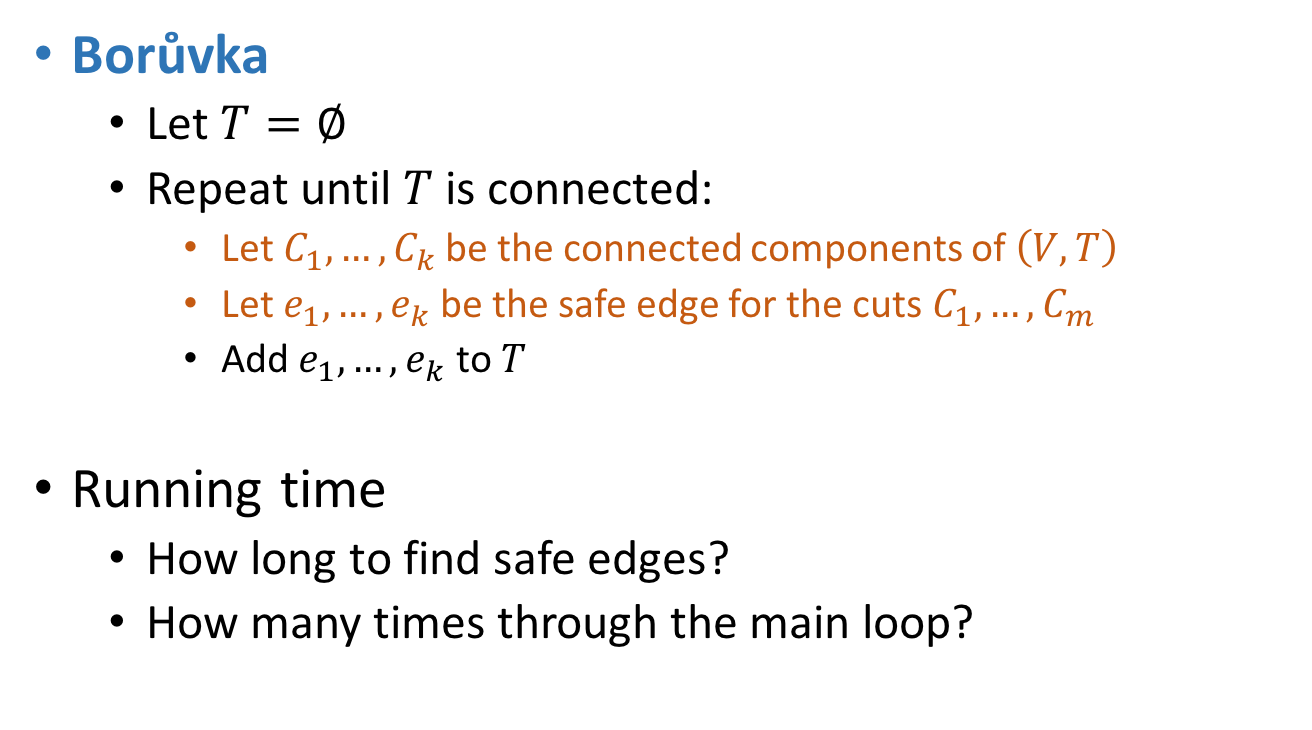 • Borůvka
• Let 𝑇 = ∅
• Repeat until 𝑇 is connected:
• Let 𝐶₁, … , 𝐶ₖ be the connected components of (𝑉, 𝑇)
• Let 𝑒₁, … , 𝑒ₖ be the safe edge for the cuts 𝐶₁, … , 𝐶ₘ
• Add 𝑒₁, … , 𝑒ₖ to 𝑇
• Running time
• How long to find safe edges?
• How many times through the main loop?